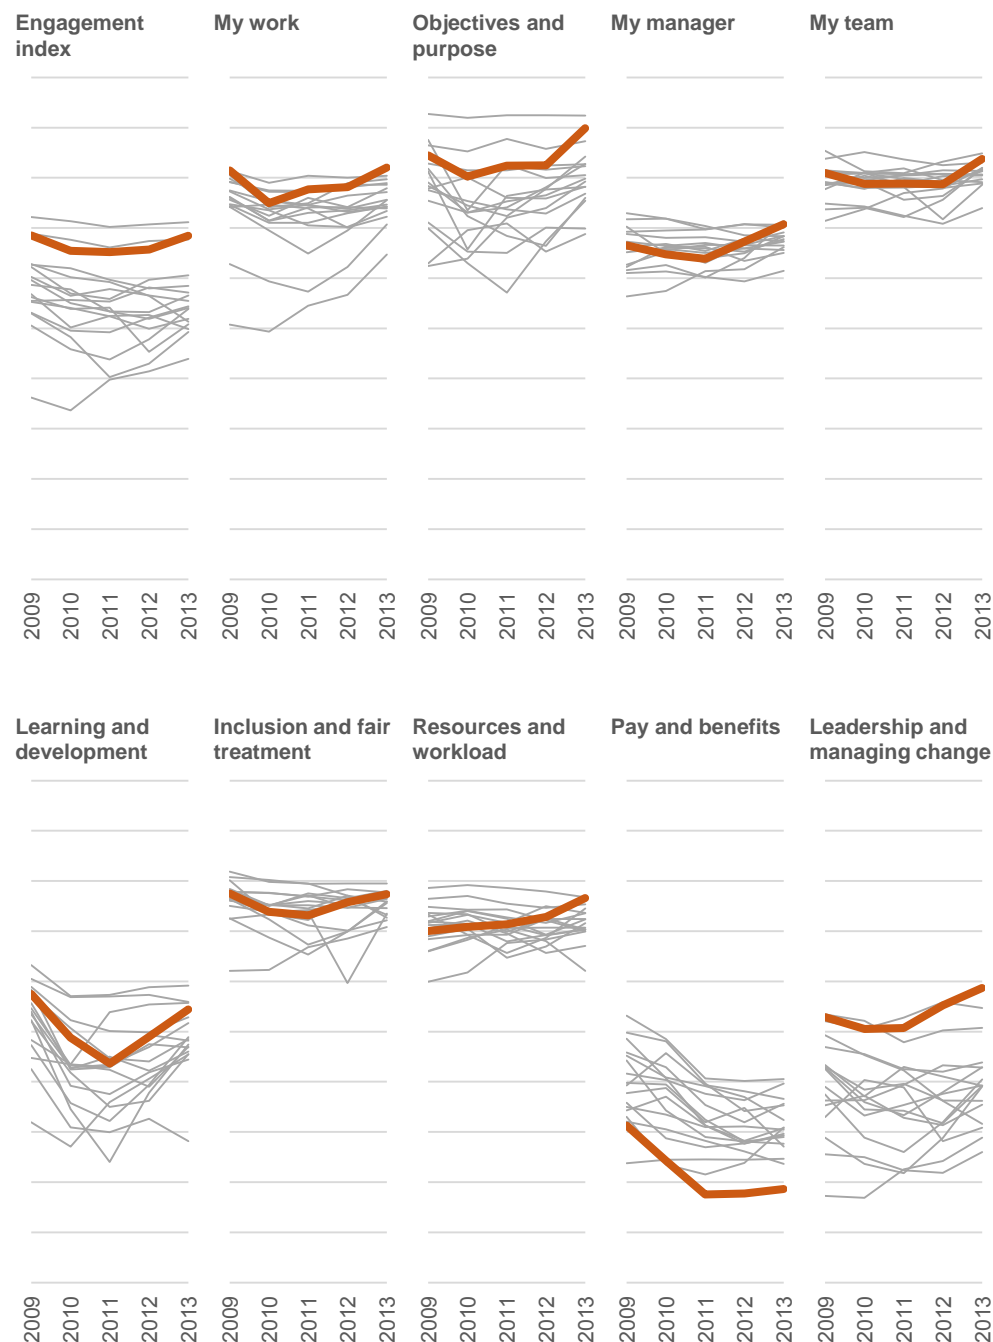 Engagement
index
My work
Objectives and
purpose
My manager
My team
2009 2010 2011 2012 2013
2009 2010 2011 2012 2013
2009 2010 2011 2012 2013
2009 2010 2011 2012 2013
2009 2010 2011 2012 2013
Learning and
development
Inclusion and fair
treatment
Resources and
workload
Pay and benefits
Leadership and
managing change
2009 2010 2011 2012 2013
2009 2010 2011 2012 2013
2009 2010 2011 2012 2013
2009 2010 2011 2012 2013
2009 2010 2011 2012 2013